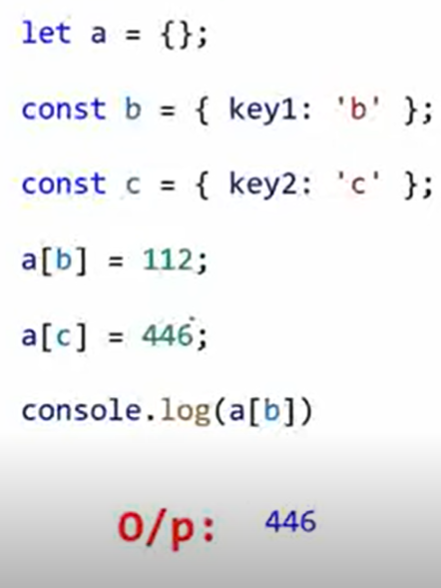 let a = {};
const b = { key1: 'b' };
const c = { key2: 'c' };
a[b] = 112;
a[c] = 446;
console.log(a[b])
O/p: 446